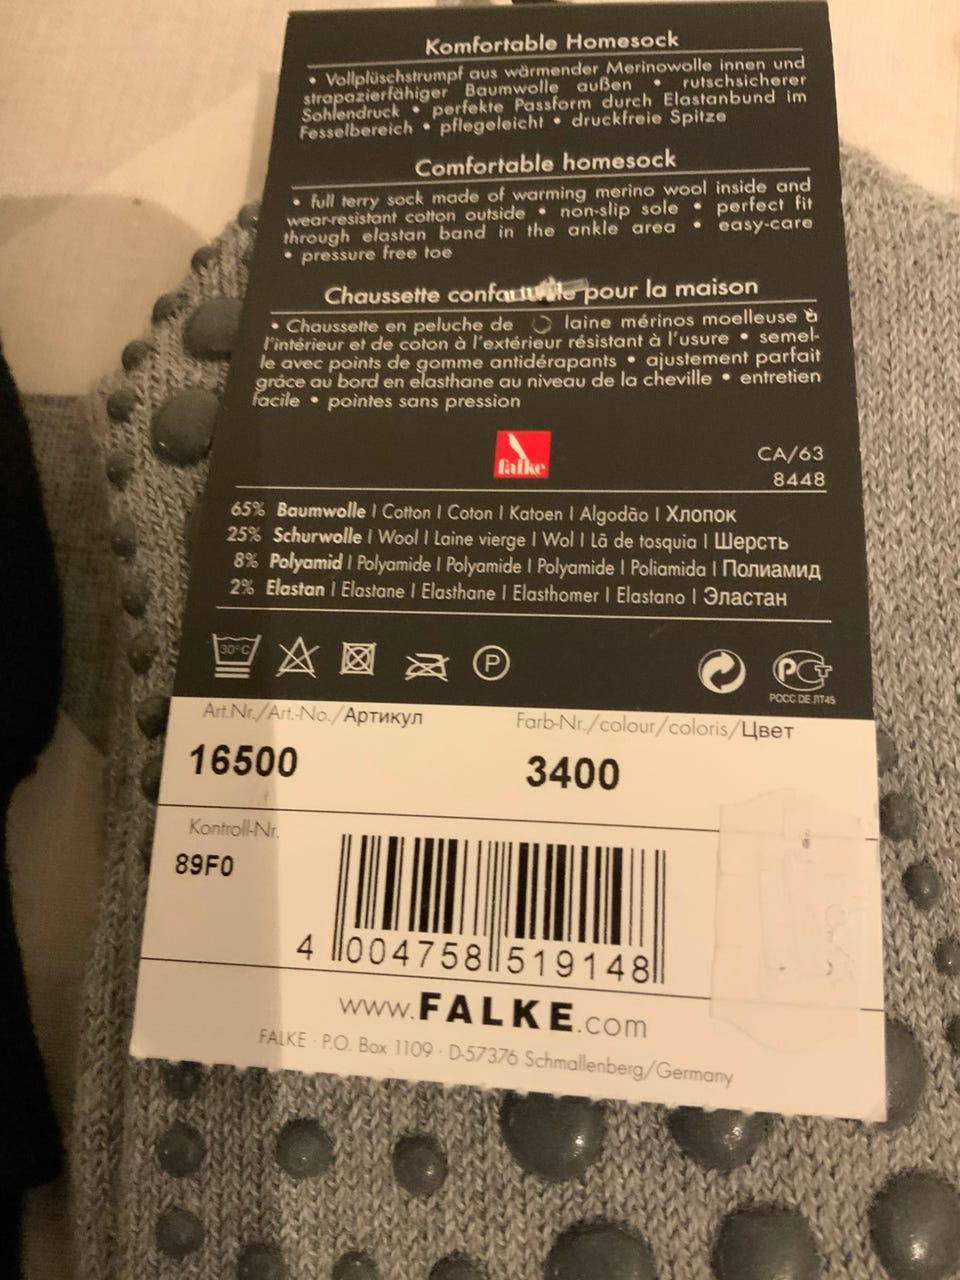 Komfortable Homesock
• Vollplüschstrumpf aus wärmender Merinowolle innen und
strapazierfähiger Baumwolle außen • rutschsicherer
Sohlendruck • perfekte Passform durch Elastanbund im
Fesselbereich • pflegeleicht • druckfreie Spitze
Comfortable homesock
• full terry sock made of warming merino wool inside and
wear-resistant cotton outside • non-slip sole • perfect fit
through elastan band in the ankle area • easy-care
• pressure free toe
Chaussette pour la maison
• Chaussette en peluche de laine mérinos moelleuse à
l'intérieur et de coton à l'extérieur résistant à l'usure • semel-
le avec points de gomme antidérapants • ajustement parfait
grâce au bord en elasthane au niveau de la cheville • entretien
facile • pointes sans pression
falke
CA/63
8448
65% Baumwolle | Cotton | Coton | Katoen | Algodão | Хлопок
25% Schurwolle | Wool | Laine vierge | Wol | Lã de tosquia | Шерсть
8% Polyamid | Polyamide | Polyamide | Polyamide | Poliamida | Полиамид
2% Elastan | Elastane | Elasthane | Elasthomer | Elastano | Эластан
30°C
P
РСТ
РОСС DE.ЛТ45
Art.Nr./Art.-No./Артикул
Farb-Nr./colour/coloris/Цвет
16500
3400
Kontroll-Nr.
89F0
4 004758 519148
www.FALKE.com
FALKE · P.O. Box 1109 · D-57376 Schmallenberg/Germany